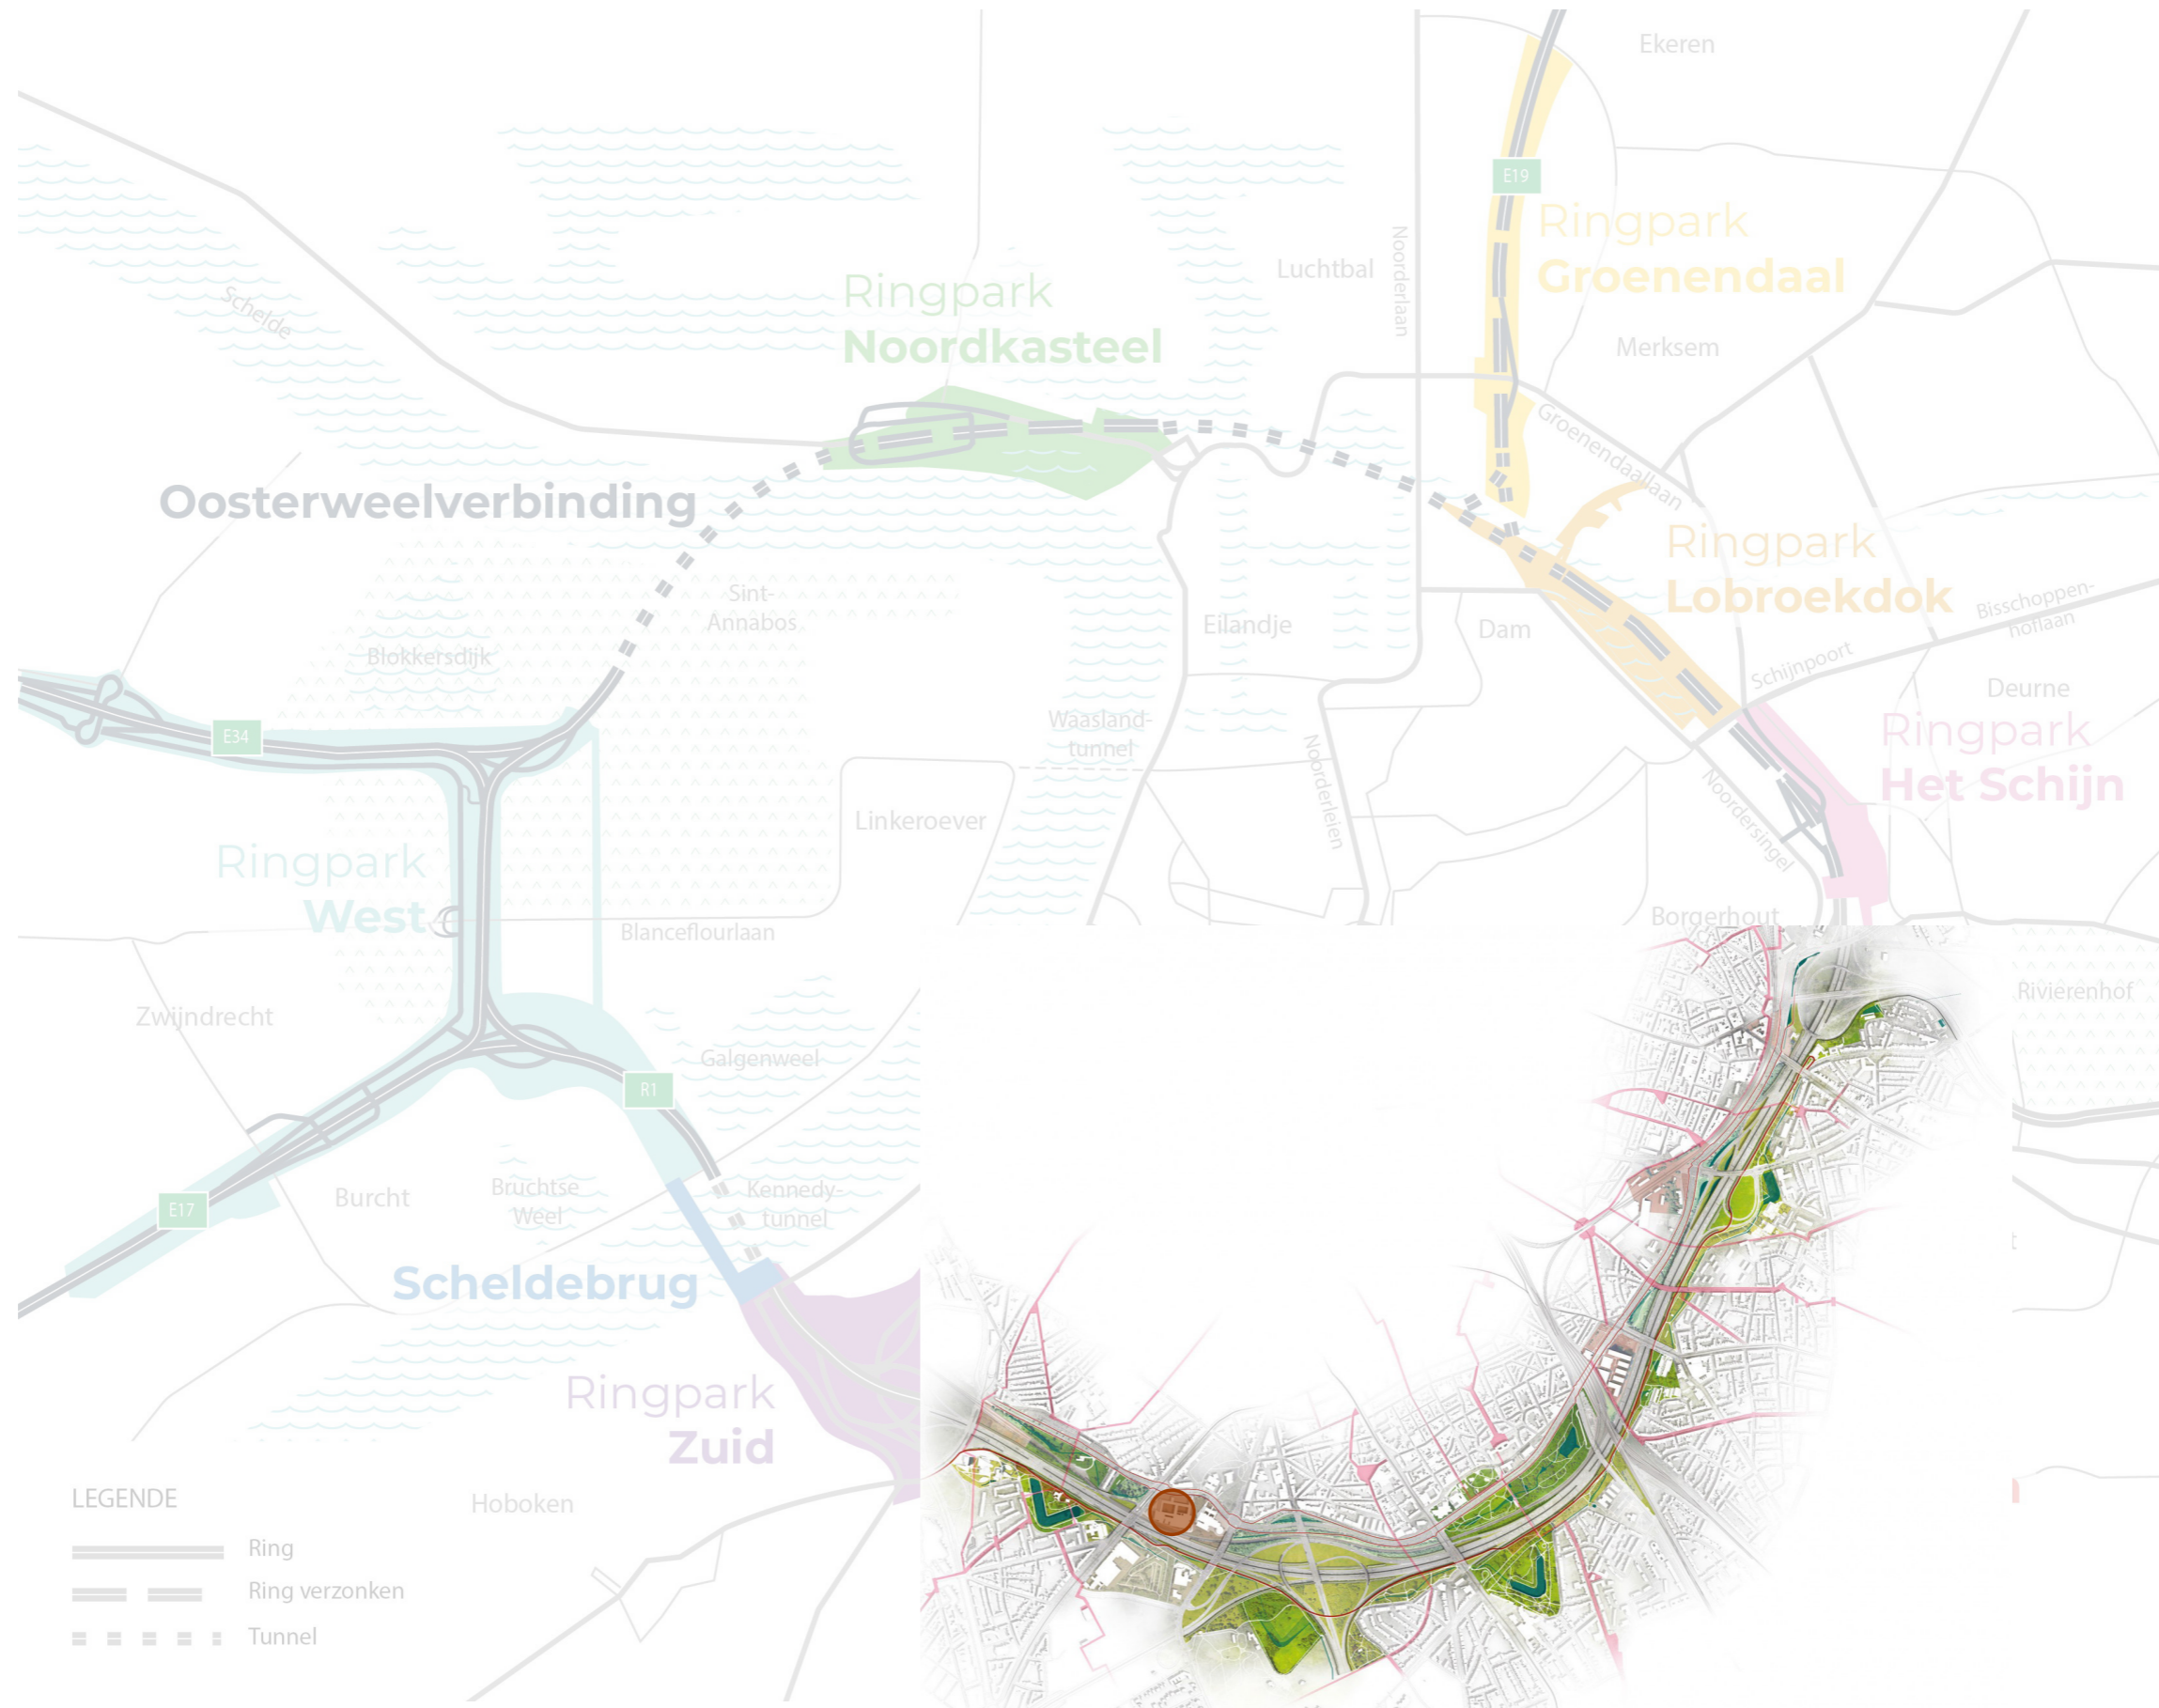 Ekeren
E19
Ringpark
Groenendaal
Noorderlaan
Luchtbal
Schelde
Ringpark
Noordkasteel
Merksem
Groenendaallaan
Oosterweelverbinding
Ringpark
Lobroekdok
Sint-
Annabos
Blokkersdijk
Eilandje
Dam
Bisschoppen-
hoflaan
Schijnpoort
Deurne
E34
Waasland-
tunnel
Noorderleien
Noordersingel
Ringpark
Het Schijn
Linkeroever
Ringpark
West
Blanceflourlaan
Borgerhout
Zwijndrecht
Rivierenhof
Galgenweel
R1
Burcht
Bruchtse
Weel
Kennedy-
tunnel
E17
Scheldebrug
Ringpark
Zuid
LEGENDE
Hoboken
Ring
Ring verzonken
Tunnel